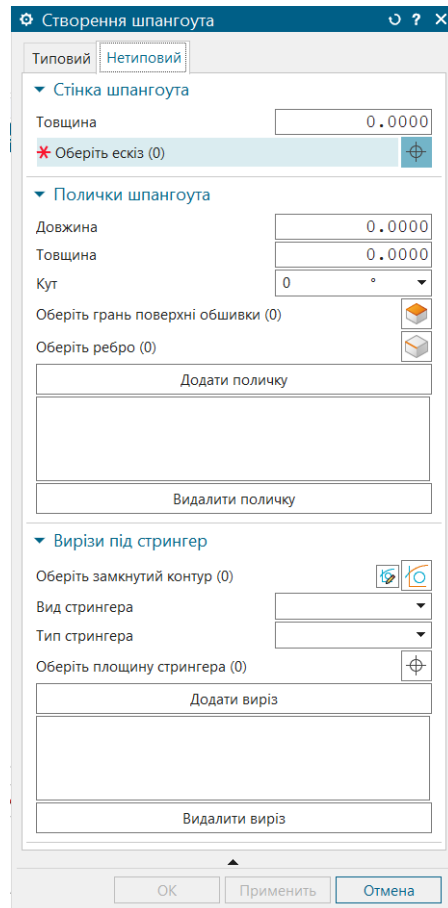 Створення шпангоута
Типовий Нетиповий
Стінка шпангоута
Товщина 0.0000
* Оберіть ескіз (0)
Полички шпангоута
Довжина 0.0000
Товщина 0.0000
Кут 0 °
Оберіть грань поверхні обшивки (0)
Оберіть ребро (0)
Додати поличку
Видалити поличку
Вирізи під стрингер
Оберіть замкнутий контур (0)
Вид стрингера
Тип стрингера
Оберіть площину стрингера (0)
Додати виріз
Видалити виріз
ОК Применить Отмена